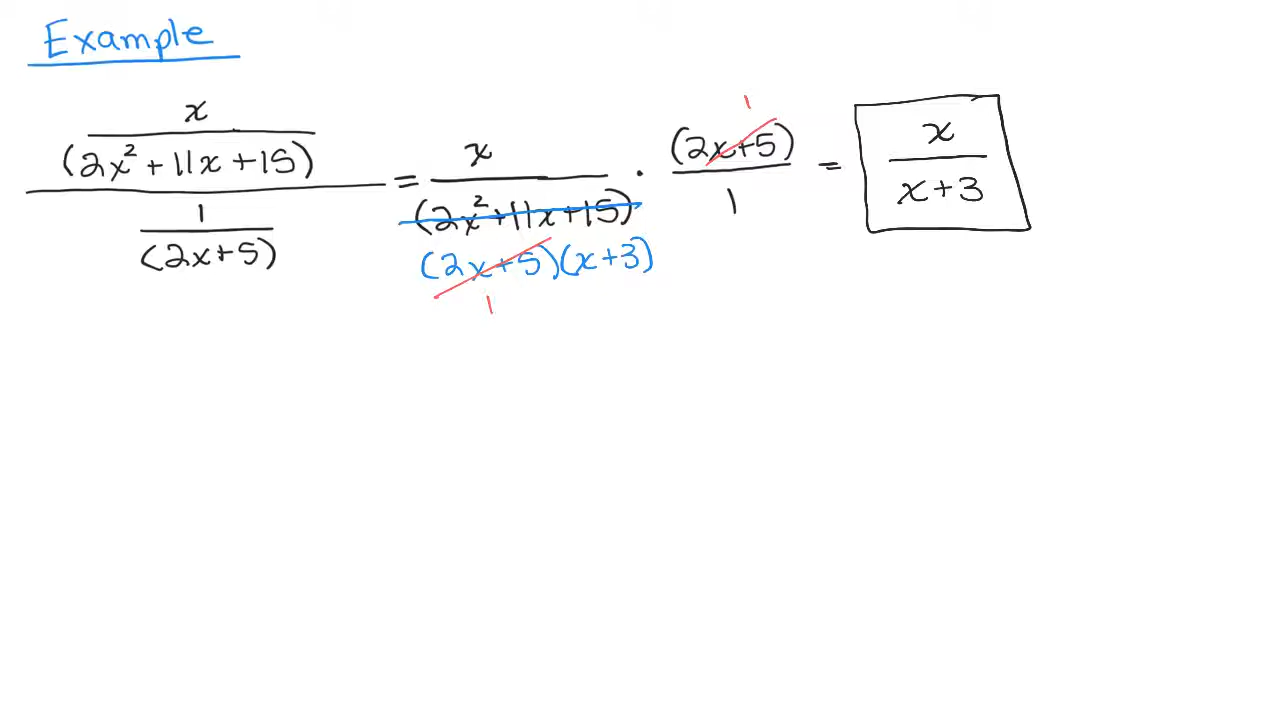 Example
x / (2x² + 11x + 15) / 1 / (2x+5) = x / (2x² + 11x + 15) · (2x+5) / 1 = x / x+3
(2x+5)(x+3)
1
1